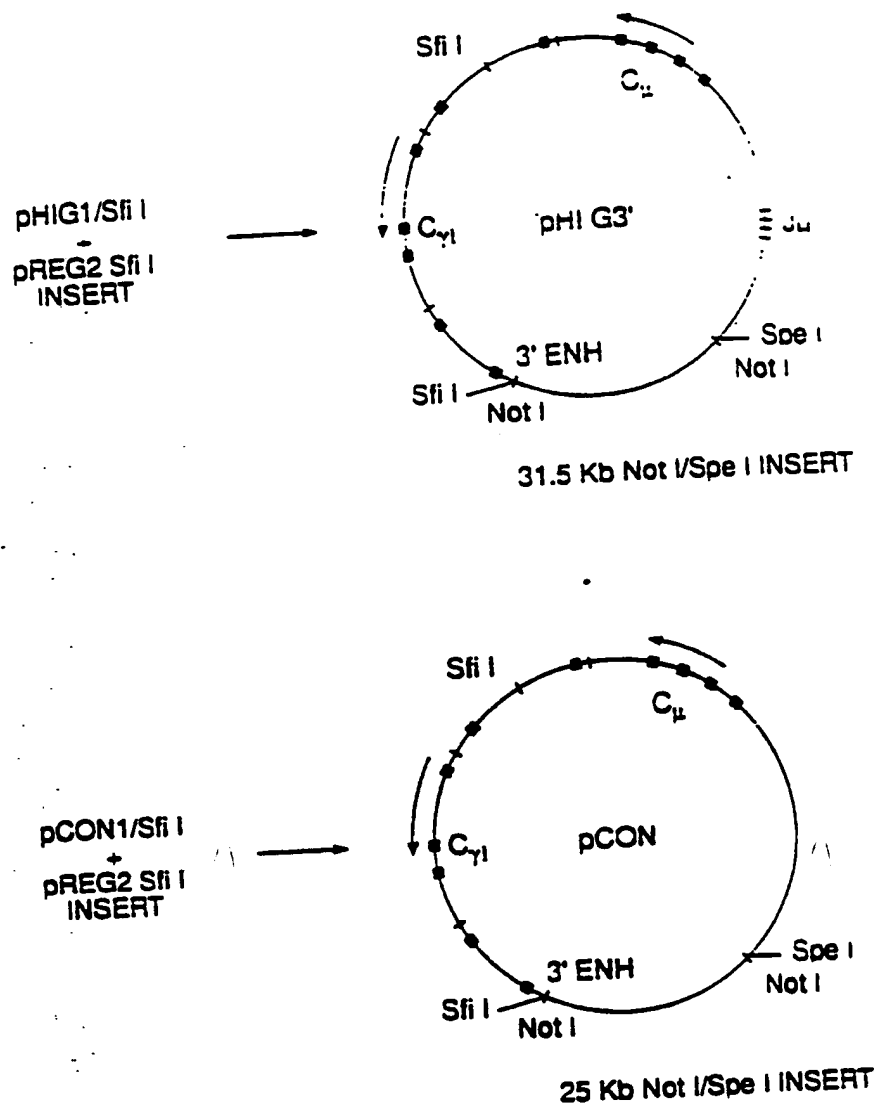 Sfi I
Cμ
pHIG1/Sfi I
+
pREG2 Sfi I
INSERT
Cγ1
pHI G3'
3' ENH
Spe I
Sfi I
Not I
Not I
31.5 Kb Not I/Spe I INSERT
Sfi I
Cμ
pCON1/Sfi I
+
pREG2 Sfi I
INSERT
Cγ1
pCON
3' ENH
Spe I
Sfi I
Not I
Not I
25 Kb Not I/Spe I INSERT